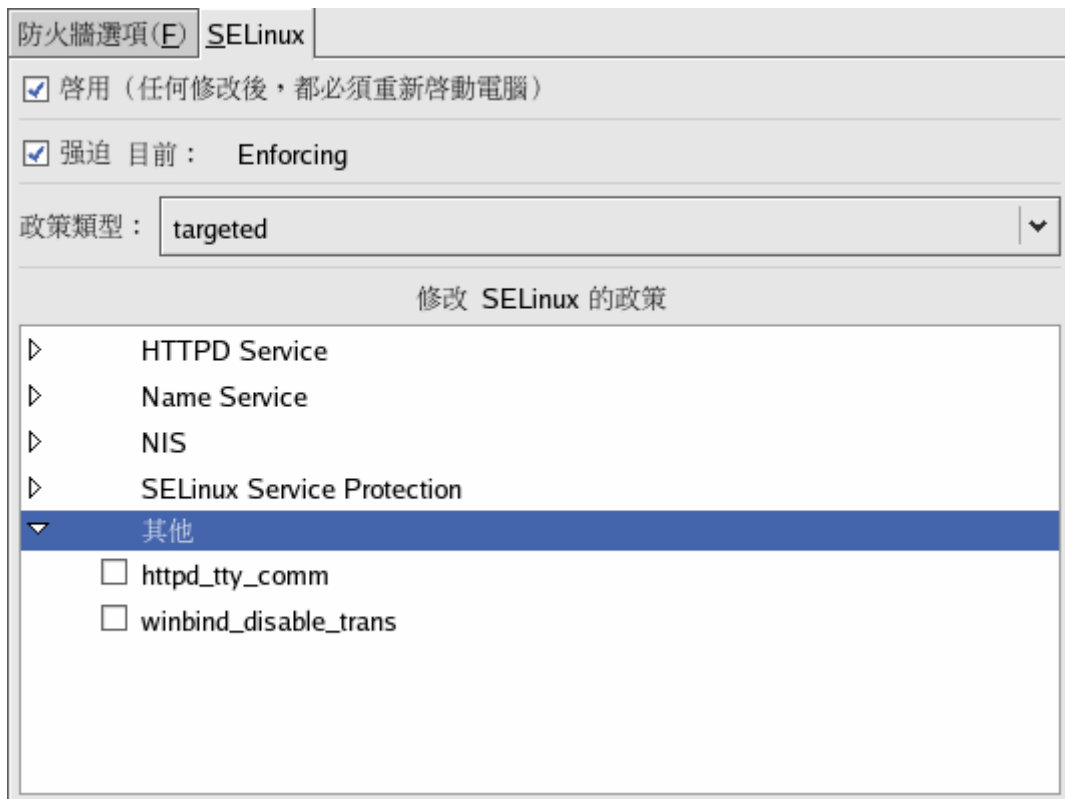 防火牆選項(F) SELinux
啓用（任何修改後，都必須重新啓動電腦）
强迫 目前： Enforcing
政策類型： targeted
修改 SELinux 的政策
HTTPD Service
Name Service
NIS
SELinux Service Protection
其他
httpd_tty_comm
winbind_disable_trans